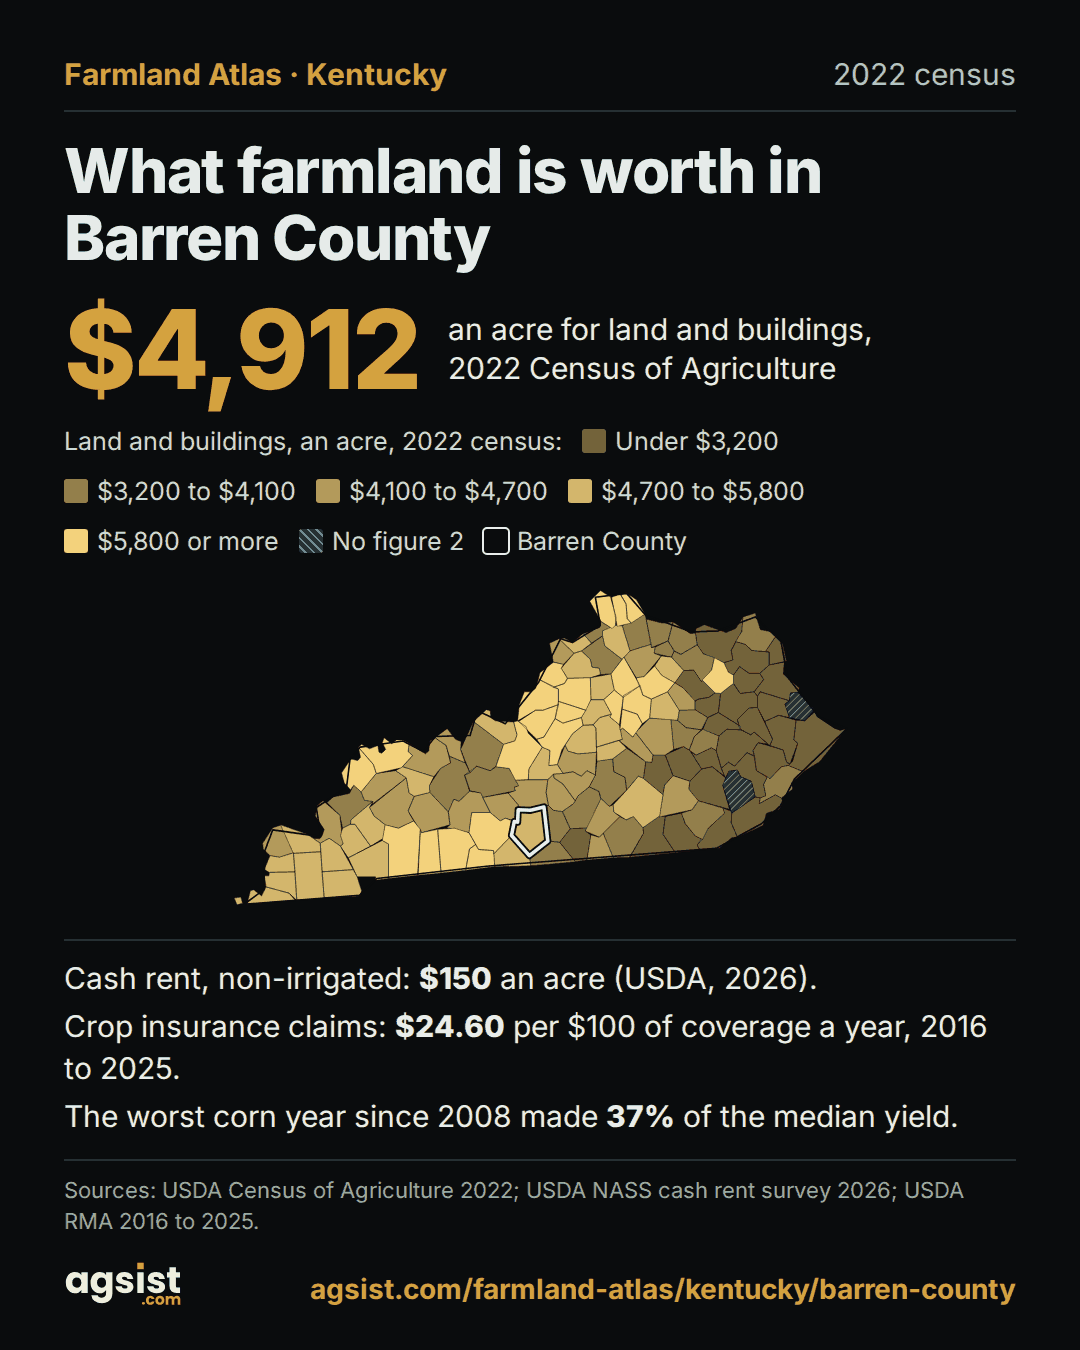 Farmland Atlas · Kentucky
2022 census
What farmland is worth in
Barren County
$4,912
an acre for land and buildings,
2022 Census of Agriculture
Land and buildings, an acre, 2022 census: Under $3,200
$3,200 to $4,100 $4,100 to $4,700 $4,700 to $5,800
$5,800 or more No figure 2 Barren County
Cash rent, non-irrigated: $150 an acre (USDA, 2026).
Crop insurance claims: $24.60 per $100 of coverage a year, 2016
to 2025.
The worst corn year since 2008 made 37% of the median yield.
Sources: USDA Census of Agriculture 2022; USDA NASS cash rent survey 2026; USDA
RMA 2016 to 2025.
agsist
.com
agsist.com/farmland-atlas/kentucky/barren-county